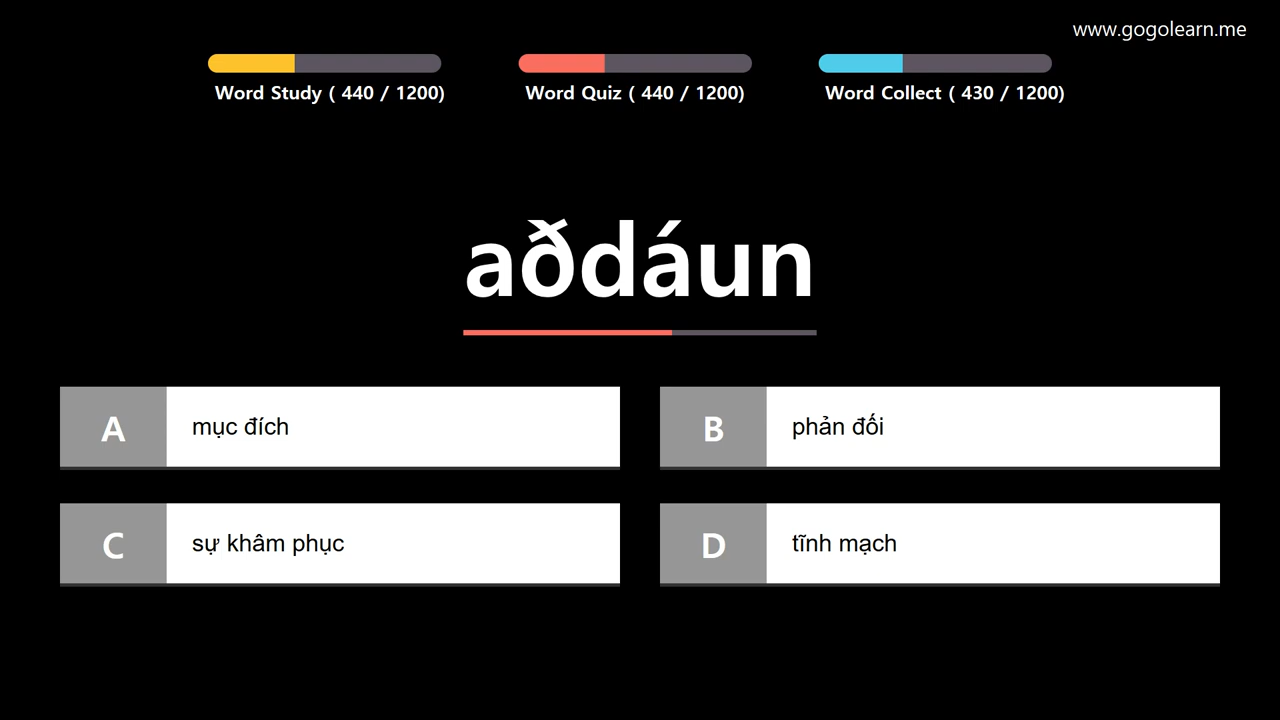 www.gogolearn.me
Word Study ( 440 / 1200)
Word Quiz ( 440 / 1200)
Word Collect ( 430 / 1200)
aðdáun
A mục đích
B phản đối
C sự khâm phục
D tĩnh mạch